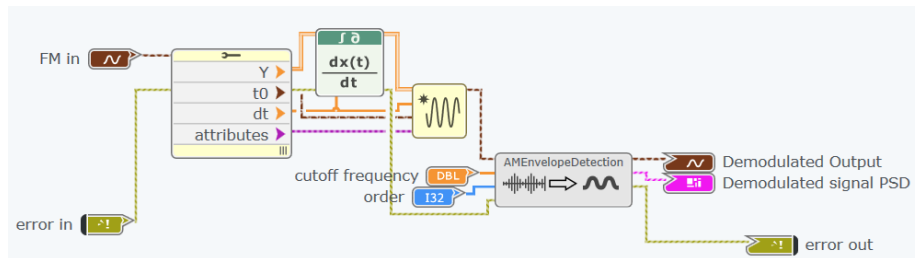 ∫ ∂
FM in
dx(t)
dt
Y
t0
dt
attributes
AMEnvelopeDetection
cutoff frequency
DBL
order
I32
Demodulated Output
Demodulated signal PSD
error in
?!
error out
?!